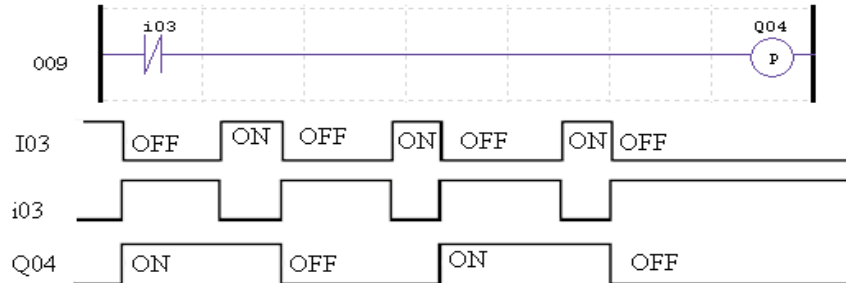 i03 Q04
009 P
I03 OFF ON OFF ON OFF ON OFF
i03
Q04 ON OFF ON OFF